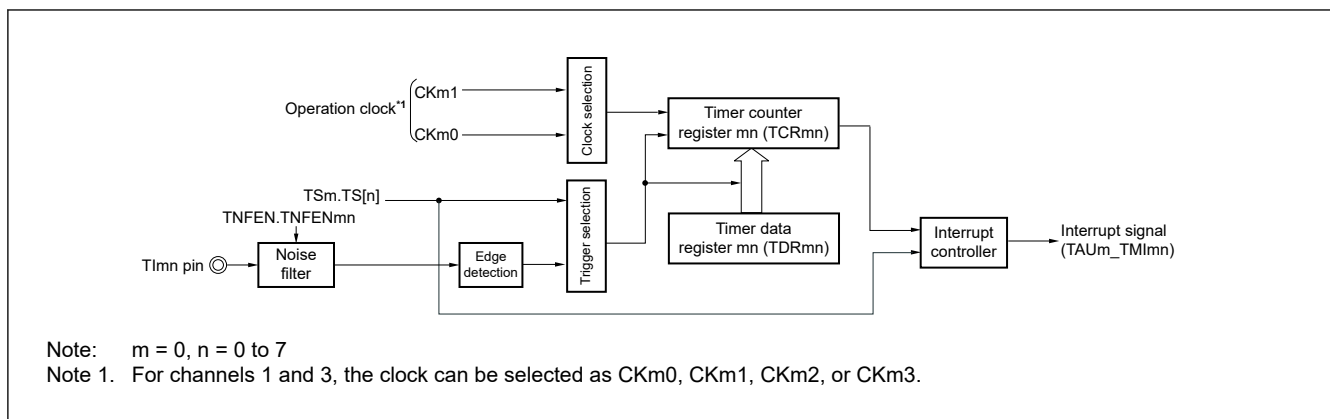 Operation clock*1
CKm1
CKm0
Clock selection
Timer counter
register mn (TCRmn)
TSm.TS[n]
TNFEN.TNFENmn
TImn pin
Noise
filter
Edge
detection
Trigger selection
Timer data
register mn (TDRmn)
Interrupt
controller
Interrupt signal
(TAUm_TMImn)
Note: m = 0, n = 0 to 7
Note 1. For channels 1 and 3, the clock can be selected as CKm0, CKm1, CKm2, or CKm3.